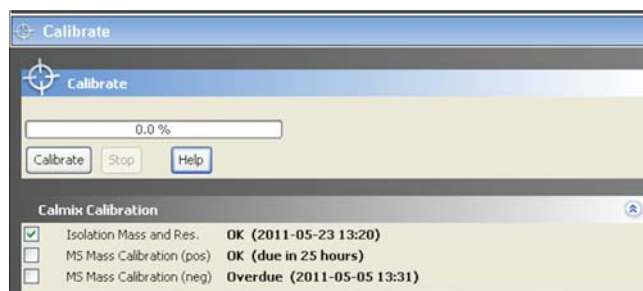 Calibrate
Calibrate
0.0 %
Calibrate Stop Help
Calmix Calibration
Isolation Mass and Res. OK (2011-05-23 13:20)
MS Mass Calibration (pos) OK (due in 25 hours)
MS Mass Calibration (neg) Overdue (2011-05-05 13:31)